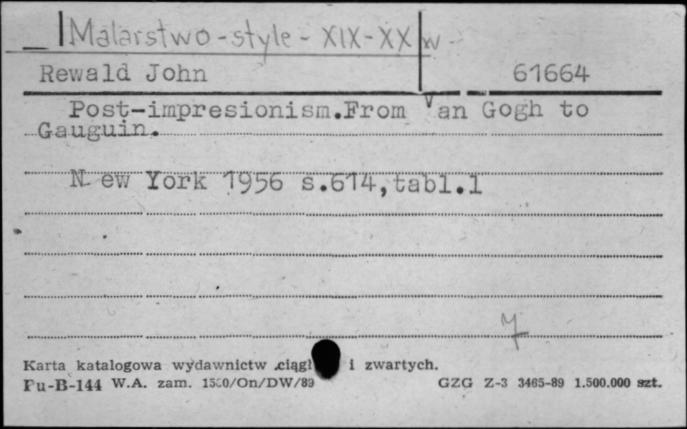 Malarstwo-style- XIX-XX w
Rewald John 61664
Post-impresionism.From Van Gogh to
Gauguin.
N ew York 1956 s.614,tabl.1
Karta katalogowa wydawnictw ciągł i zwartych.
Pu-B-144 W.A. zam. /On/DW/89 GZG Z-3 3465-89 1.500.000 szt.